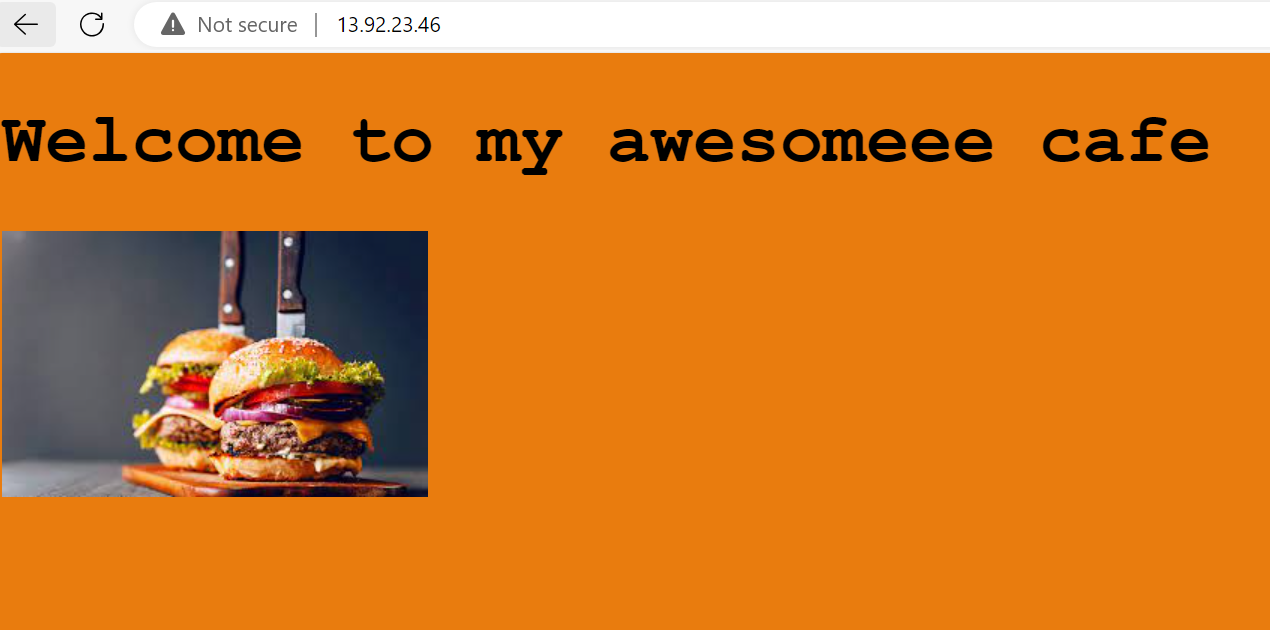 Not secure | 13.92.23.46
Welcome to my awesomeee cafe